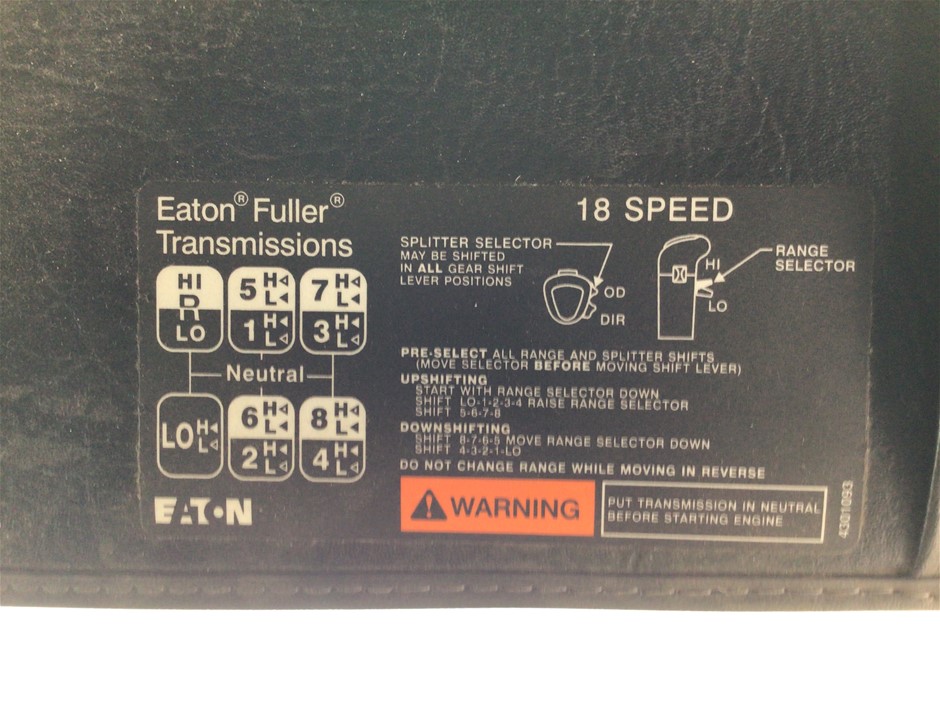 Eaton® Fuller®
Transmissions
HI
R
LO
5 H L
1 H L
7 H L
3 H L
Neutral
LO H L
6 H L
2 H L
8 H L
4 H L
EATON
18 SPEED
SPLITTER SELECTOR
MAY BE SHIFTED
IN ALL GEAR SHIFT
LEVER POSITIONS
OD
DIR
HI
LO
RANGE
SELECTOR
PRE-SELECT ALL RANGE AND SPLITTER SHIFTS
(MOVE SELECTOR BEFORE MOVING SHIFT LEVER)
UPSHIFTING
START WITH RANGE SELECTOR DOWN
SHIFT LO-1-2-3-4 RAISE RANGE SELECTOR
SHIFT 5-6-7-8
DOWNSHIFTING
SHIFT 8-7-6-5 MOVE RANGE SELECTOR DOWN
SHIFT 4-3-2-1-LO
DO NOT CHANGE RANGE WHILE MOVING IN REVERSE
WARNING
PUT TRANSMISSION IN NEUTRAL
BEFORE STARTING ENGINE
4301093